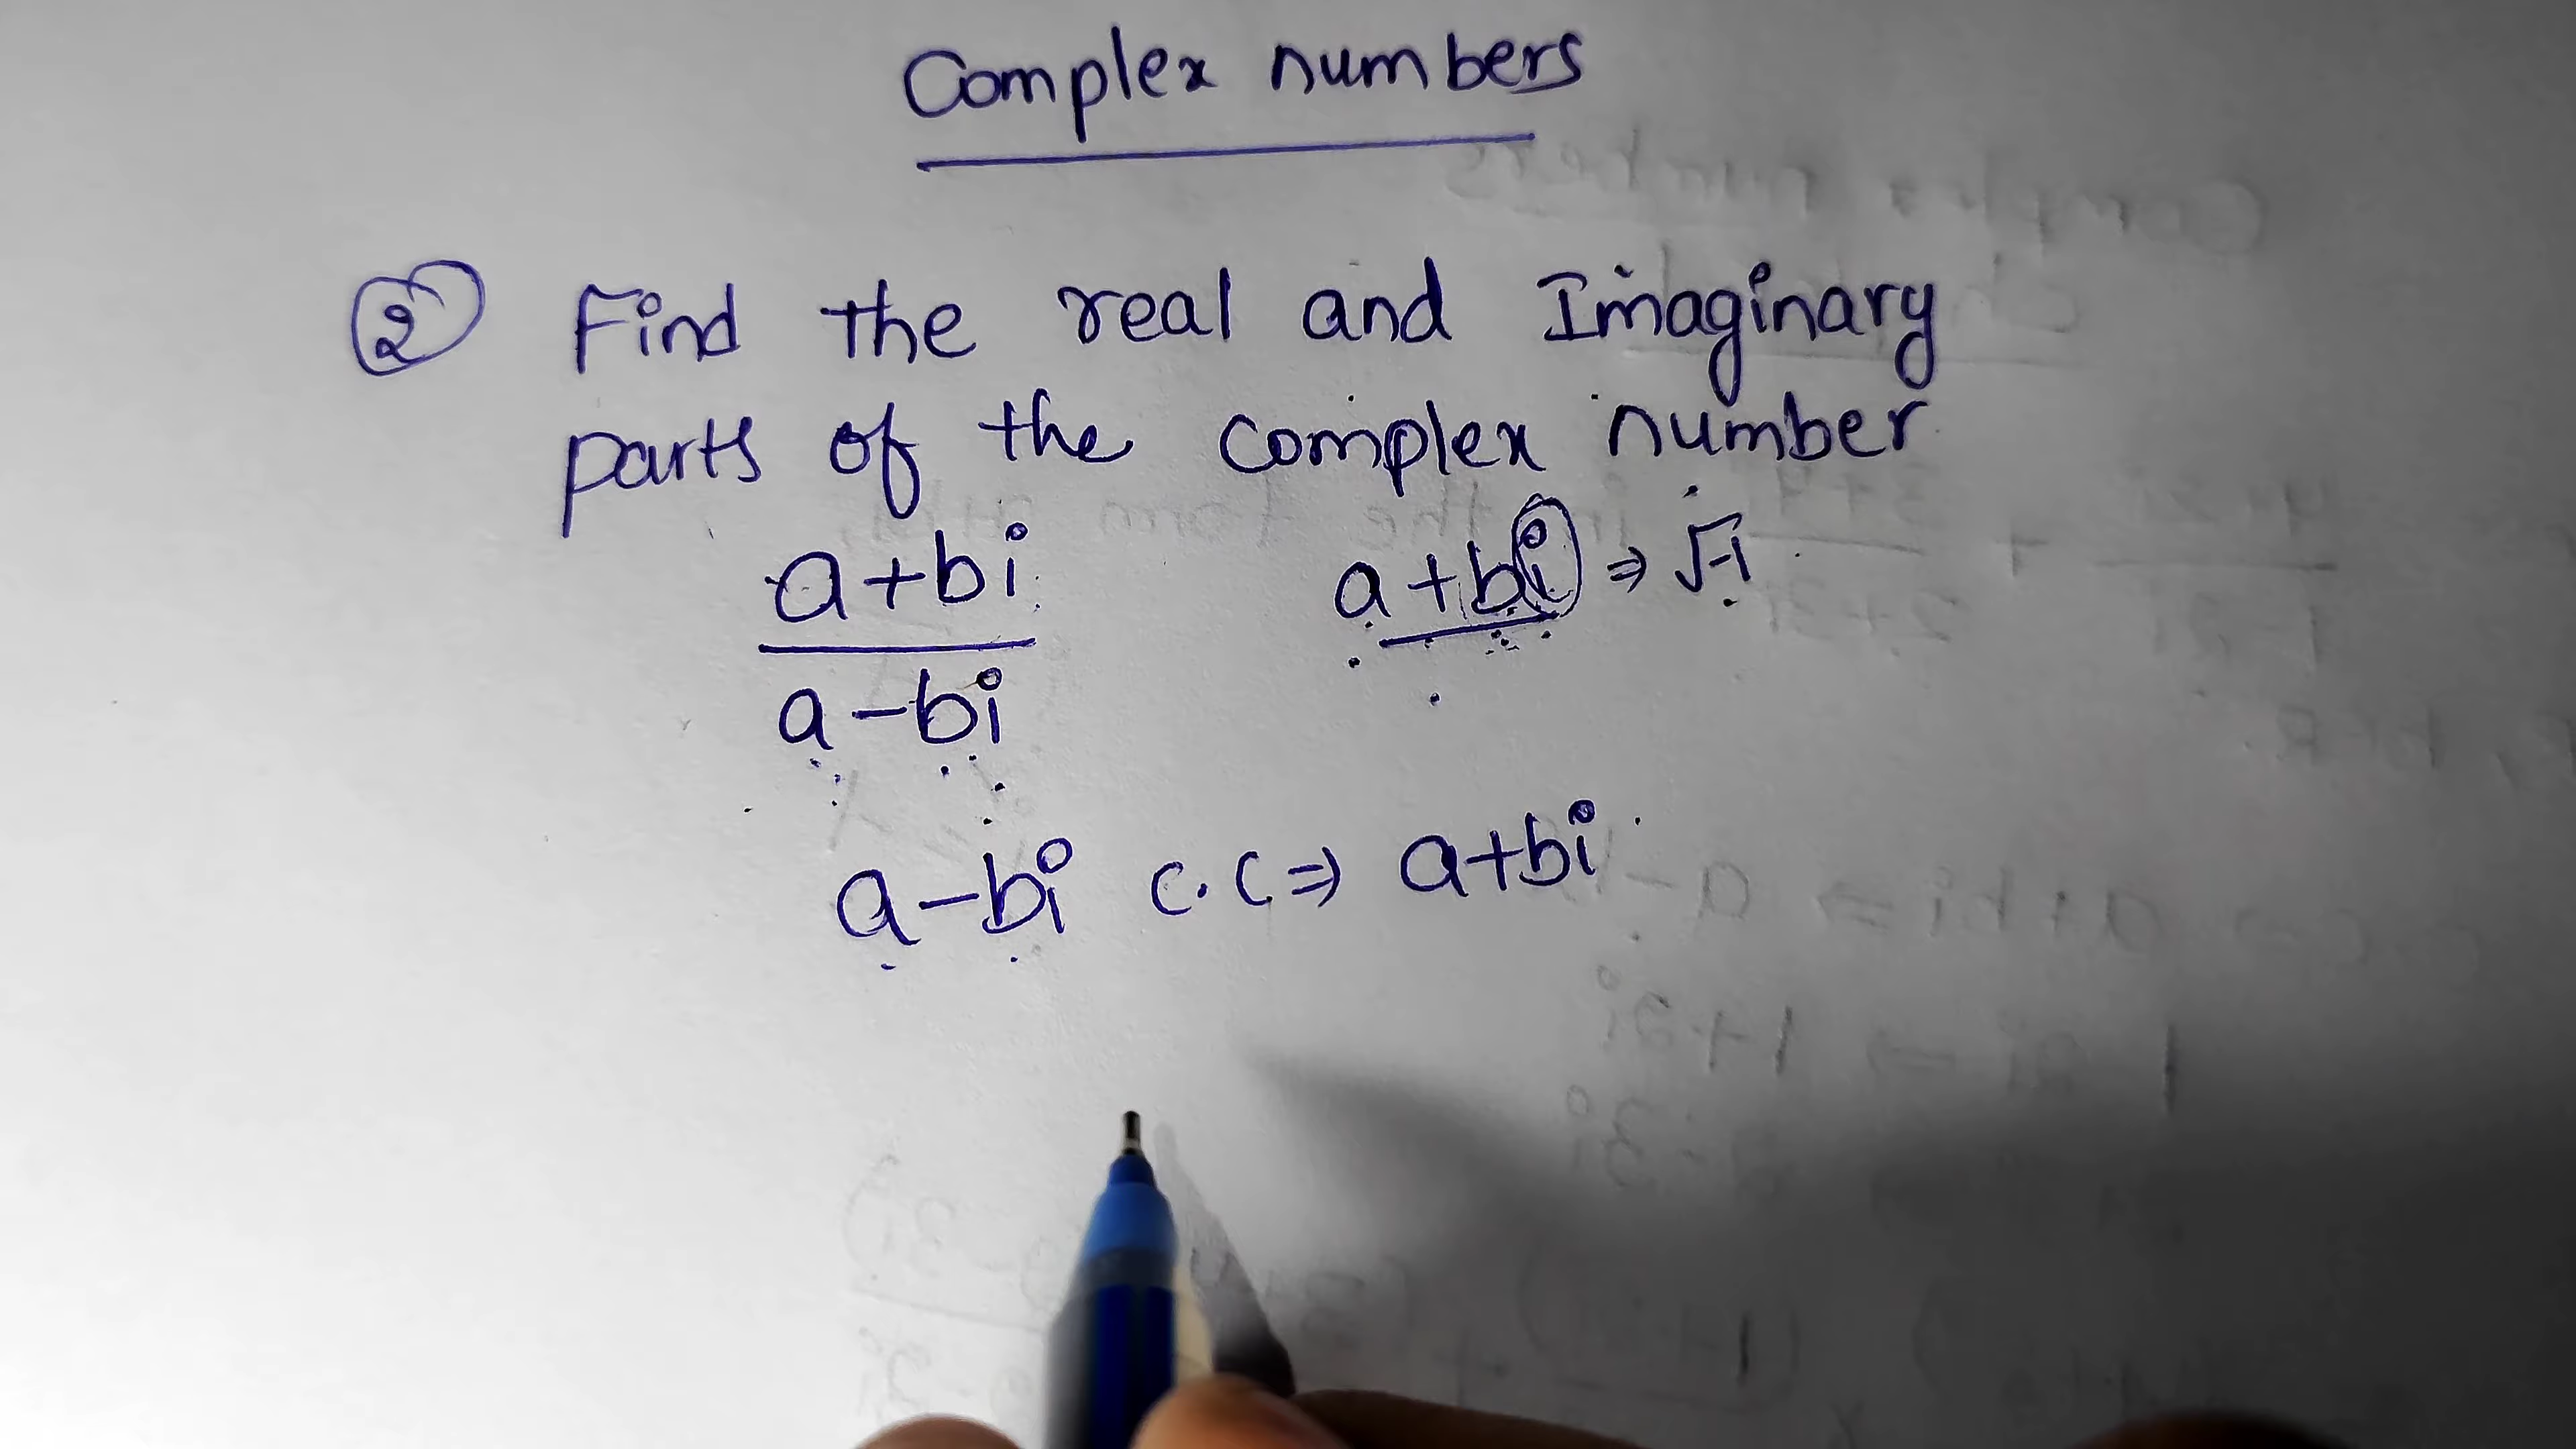 Complex numbers
② Find the real and Imaginary
parts of the complex number
a+bi
a-bi
a+bi ⇒ √-1
a-bi c.c ⇒ a+bi